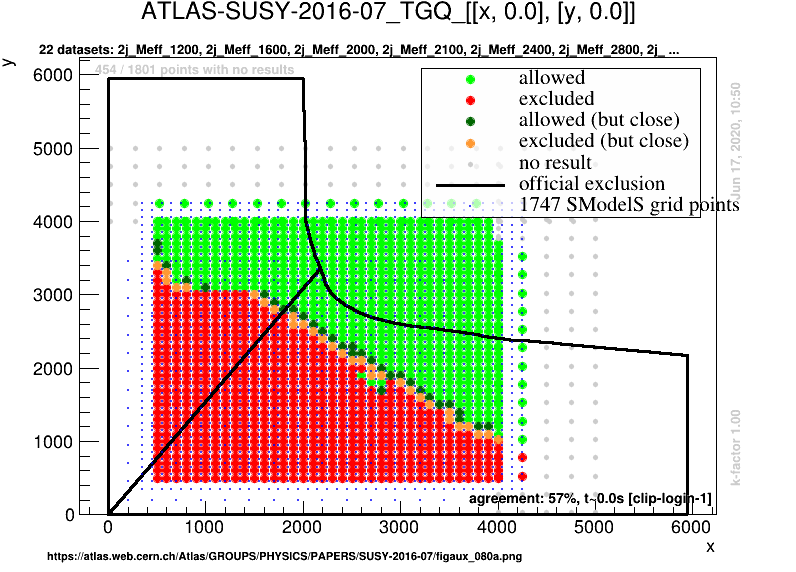 ATLAS-SUSY-2016-07_TGQ_[[x, 0.0], [y, 0.0]]
22 datasets: 2j_Meff_1200, 2j_Meff_1600, 2j_Meff_2000, 2j_Meff_2100, 2j_Meff_2400, 2j_Meff_2800, 2j_ ...
y
454 / 1801 points with no results
allowed
excluded
allowed (but close)
excluded (but close)
no result
official exclusion
1747 SModelS grid points
Jun 17, 2020, 10:50
k-factor 1.00
6000
5000
4000
3000
2000
1000
0
agreement: 57%, t~0.0s [clip-login-1]
0 1000 2000 3000 4000 5000 6000
x
https://atlas.web.cern.ch/Atlas/GROUPS/PHYSICS/PAPERS/SUSY-2016-07/figaux_080a.png